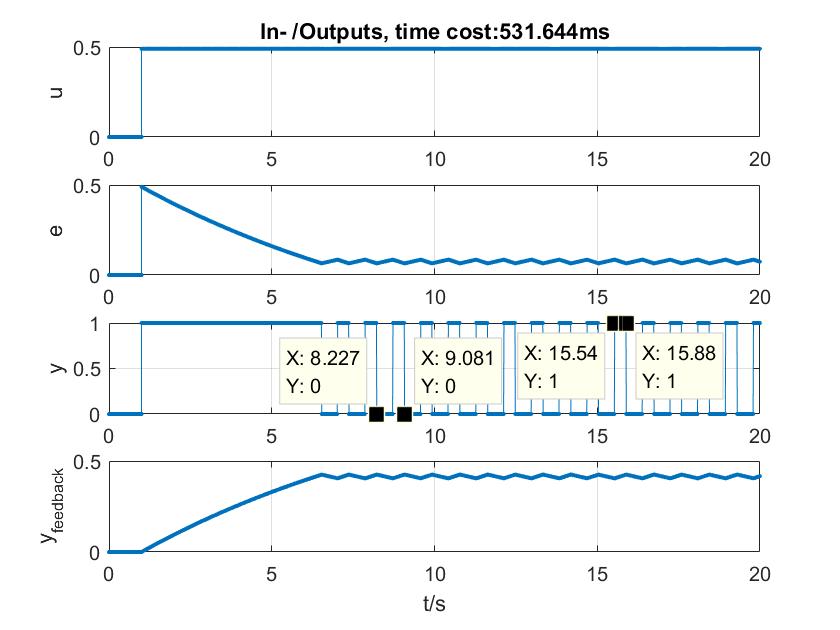 In- /Outputs, time cost:531.644ms
0.5
u
0
0 5 10 15 20
0.5
e
0
0 5 10 15 20
1
X: 8.227
Y: 0
X: 9.081
Y: 0
X: 15.54
Y: 1
X: 15.88
Y: 1
y
0.5
0
0 5 10 15 20
0.5
yfeedback
0
0 5 10 15 20
t/s